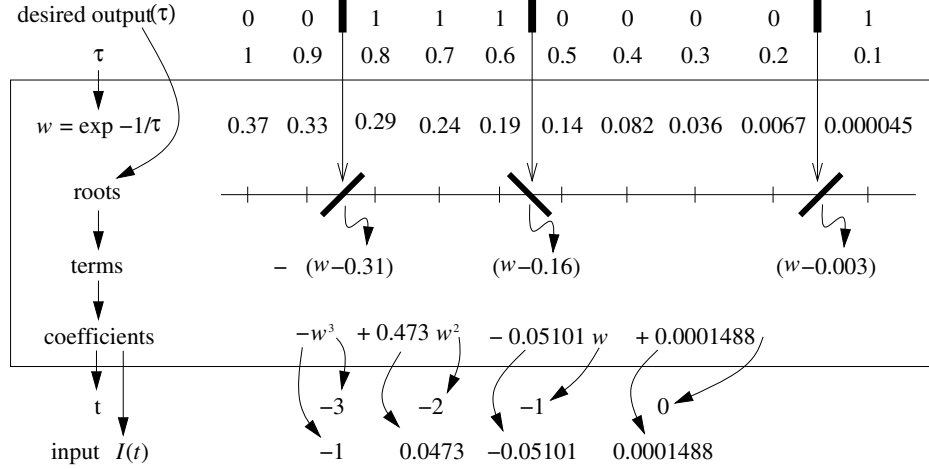 desired output(τ) 0 0 1 1 1 0 0 0 0 1
τ 1 0.9 0.8 0.7 0.6 0.5 0.4 0.3 0.2 0.1
w = exp −1/τ 0.37 0.33 0.29 0.24 0.19 0.14 0.082 0.036 0.0067 0.000045
roots
terms − (w−0.31) (w−0.16) (w−0.003)
coefficients −w³ + 0.473 w² − 0.05101 w + 0.0001488
t −3 −2 −1 0
input I(t) −1 0.0473 −0.05101 0.0001488